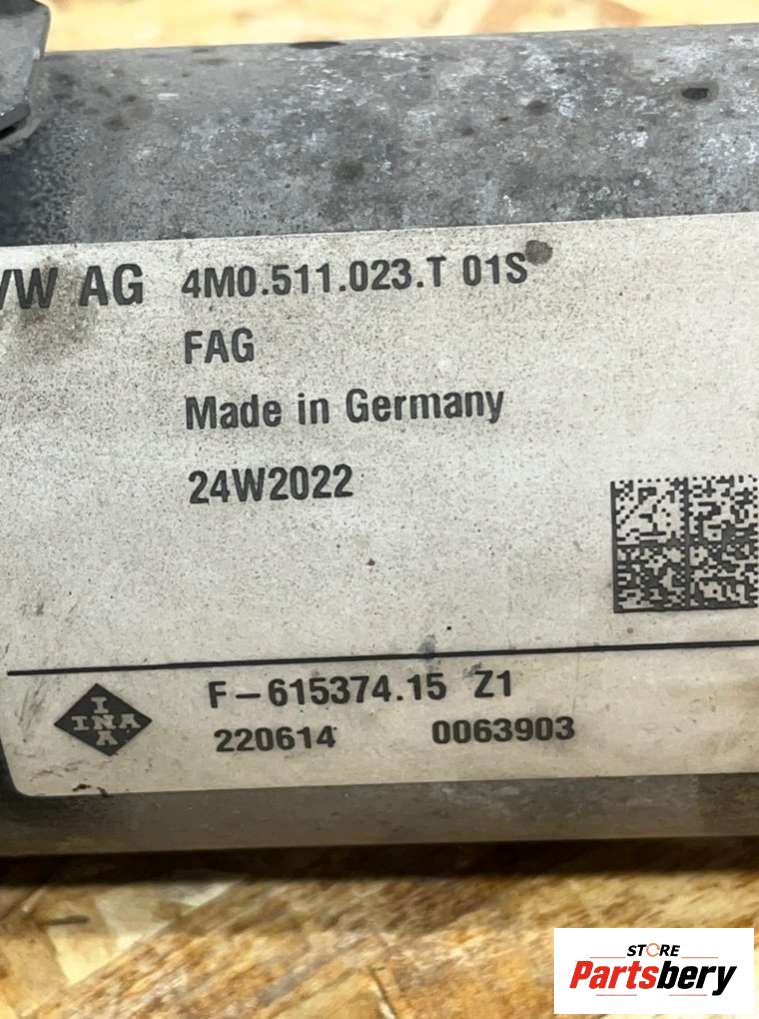 VW AG 4M0.511.023.T 01S
FAG
Made in Germany
24W2022
INA
INA
F-615374.15 Z1
220614 0063903
STORE
Partsbery